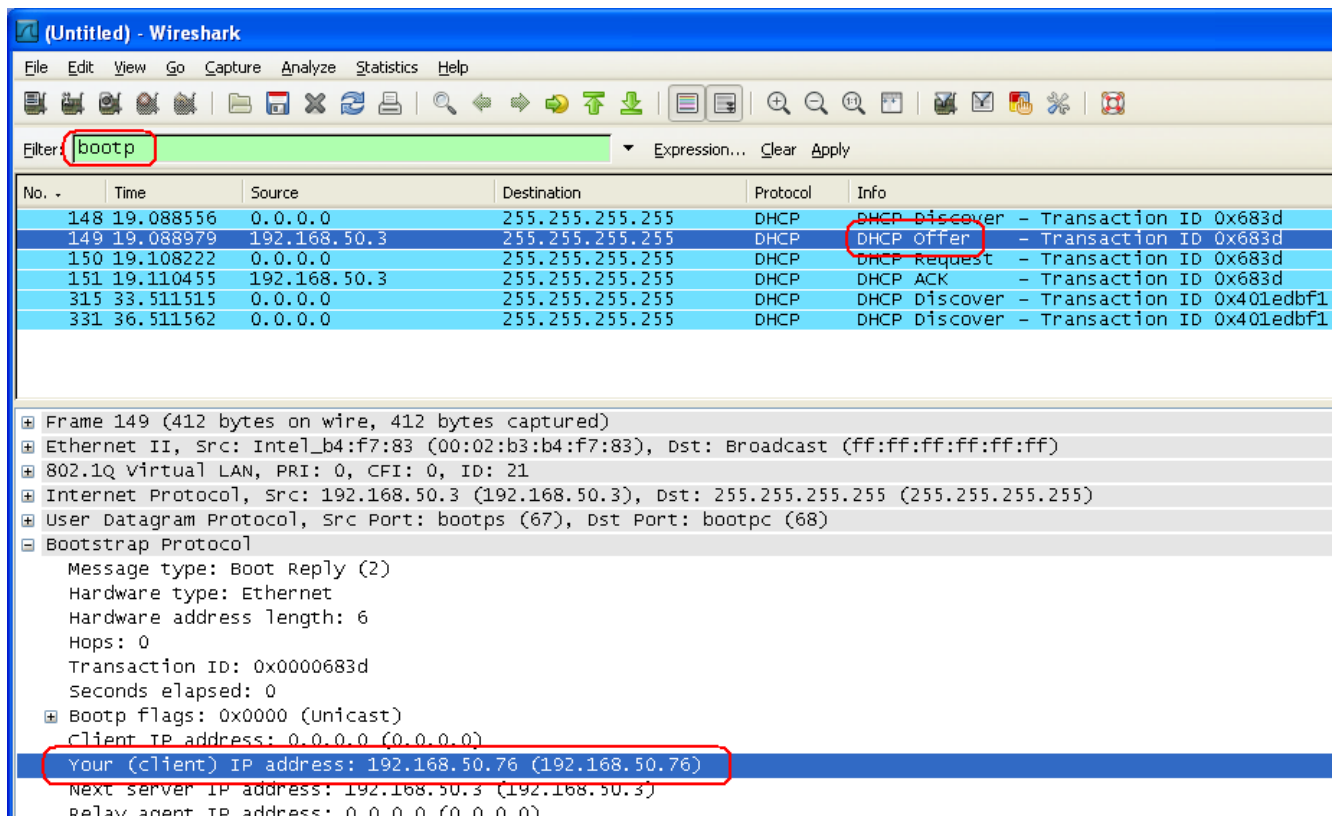 (Untitled) - Wireshark
File Edit View Go Capture Analyze Statistics Help
Filter: bootp Expression... Clear Apply
No. - Time Source Destination Protocol Info
148 19.088556 0.0.0.0 255.255.255.255 DHCP DHCP Discover - Transaction ID 0x683d
149 19.088979 192.168.50.3 255.255.255.255 DHCP DHCP Offer - Transaction ID 0x683d
150 19.108222 0.0.0.0 255.255.255.255 DHCP DHCP Request - Transaction ID 0x683d
151 19.110455 192.168.50.3 255.255.255.255 DHCP DHCP ACK - Transaction ID 0x683d
315 33.511515 0.0.0.0 255.255.255.255 DHCP DHCP Discover - Transaction ID 0x401edbf1
331 36.511562 0.0.0.0 255.255.255.255 DHCP DHCP Discover - Transaction ID 0x401edbf1
Frame 149 (412 bytes on wire, 412 bytes captured)
Ethernet II, Src: Intel_b4:f7:83 (00:02:b3:b4:f7:83), Dst: Broadcast (ff:ff:ff:ff:ff:ff)
802.1Q Virtual LAN, PRI: 0, CFI: 0, ID: 21
Internet Protocol, Src: 192.168.50.3 (192.168.50.3), Dst: 255.255.255.255 (255.255.255.255)
User Datagram Protocol, Src Port: bootps (67), Dst Port: bootpc (68)
Bootstrap Protocol
Message type: Boot Reply (2)
Hardware type: Ethernet
Hardware address length: 6
Hops: 0
Transaction ID: 0x0000683d
Seconds elapsed: 0
Bootp flags: 0x0000 (Unicast)
Client IP address: 0.0.0.0 (0.0.0.0)
Your (client) IP address: 192.168.50.76 (192.168.50.76)
Next server IP address: 192.168.50.3 (192.168.50.3)
Relay agent IP address: 0.0.0.0 (0.0.0.0)